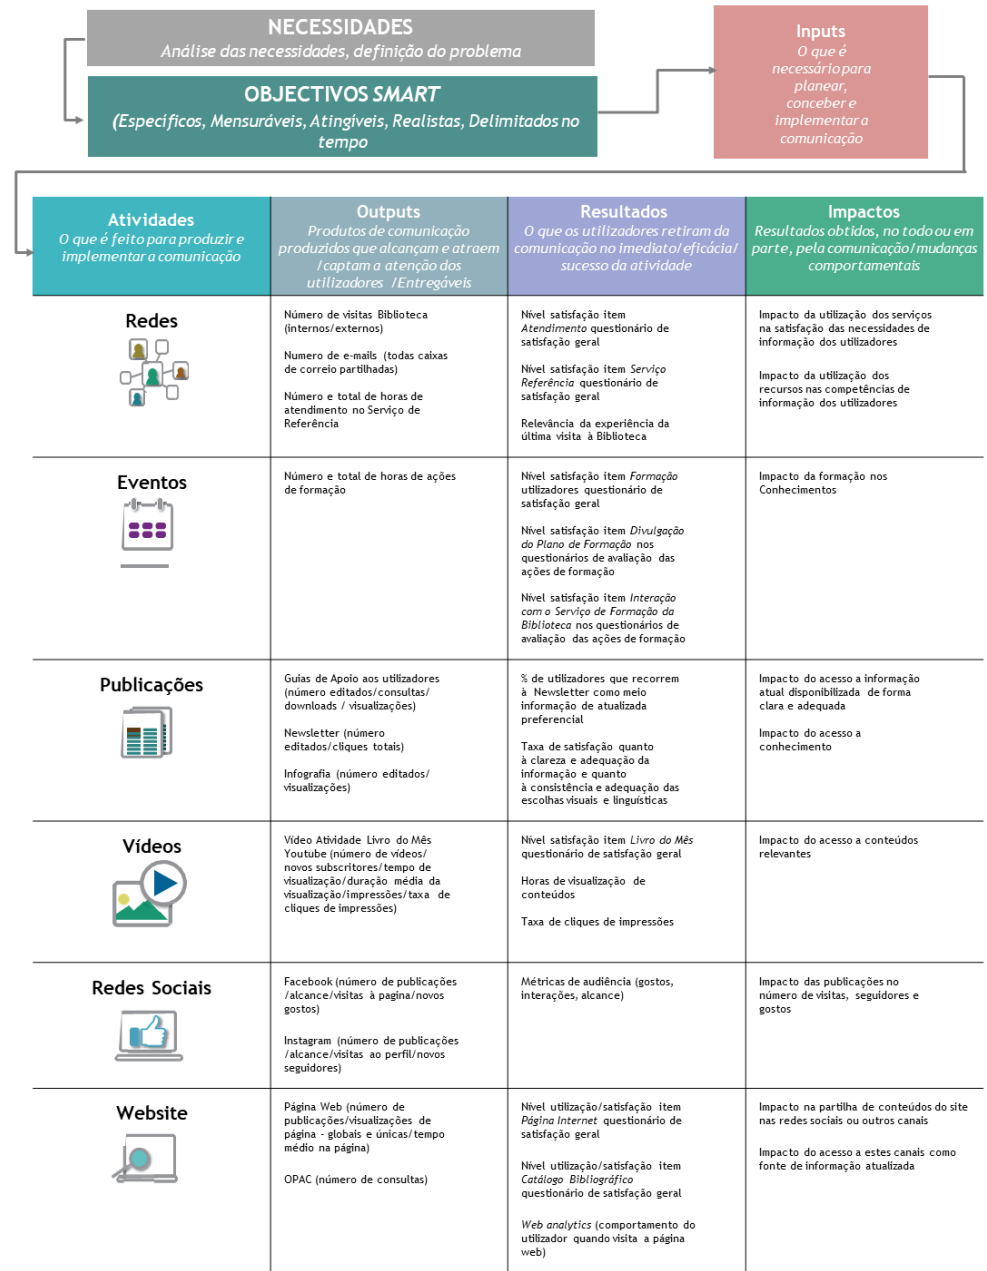 NECESSIDADES
Análise das necessidades, definição do problema
OBJECTIVOS SMART
(Específicos, Mensuráveis, Atingíveis, Realistas, Delimitados no
tempo
Inputs
O que é
necessário para
planear,
conceber e
implementar a
comunicação
Atividades
O que é feito para produzir e
implementar a comunicação
Outputs
Produtos de comunicação
produzidos que alcançam e atraem
/captam a atenção dos
utilizadores /Entregáveis
Resultados
O que os utilizadores retiram da
comunicação no imediato/eficácia/
sucesso da atividade
Impactos
Resultados obtidos, no todo ou em
parte, pela comunicação/mudanças
comportamentais
Redes
Número de visitas Biblioteca
(internos/externos)
Numero de e-mails (todas caixas
de correio partilhadas)
Número e total de horas de
atendimento no Serviço de
Referência
Nível satisfação item
Atendimento questionário de
satisfação geral
Nível satisfação item Serviço
Referência questionário de
satisfação geral
Relevância da experiência da
última visita à Biblioteca
Impacto da utilização dos serviços
na satisfação das necessidades de
informação dos utilizadores
Impacto da utilização dos
recursos nas competências de
informação dos utilizadores
Eventos
Número e total de horas de ações
de formação
Nível satisfação item Formação
utilizadores questionário de
satisfação geral
Nível satisfação item Divulgação
do Plano de Formação nos
questionários de avaliação das
ações de formação
Nível satisfação item Interação
com o Serviço de Formação da
Biblioteca nos questionários de
avaliação das ações de formação
Impacto da formação nos
Conhecimentos
Publicações
Guias de Apoio aos utilizadores
(número editados/consultas/
downloads / visualizações)
Newsletter (número
editados/cliques totais)
Infografia (número editados/
visualizações)
% de utilizadores que recorrem
à Newsletter como meio
informação de atualizada
preferencial
Taxa de satisfação quanto
à clareza e adequação da
informação e quanto
à consistência e adequação das
escolhas visuais e linguísticas
Impacto do acesso a informação
atual disponibilizada de forma
clara e adequada
Impacto do acesso a
conhecimento
Vídeos
Vídeo Atividade Livro do Mês
Youtube (número de vídeos/
novos subscritores/tempo de
visualização/duração média da
visualização/impressões/taxa de
cliques de impressões)
Nível satisfação item Livro do Mês
questionário de satisfação geral
Horas de visualização de
conteúdos
Taxa de cliques de impressões
Impacto do acesso a conteúdos
relevantes
Redes Sociais
Facebook (número de publicações
/alcance/visitas à pagina/novos
gostos)
Instagram (número de publicações
/alcance/visitas ao perfil/novos
seguidores)
Métricas de audiência (gostos,
interações, alcance)
Impacto das publicações no
número de visitas, seguidores e
gostos
Website
Página Web (número de
publicações/visualizações de
página - globais e únicas/tempo
médio na página)
OPAC (número de consultas)
Nível utilização/satisfação item
Página Internet questionário de
satisfação geral
Nível utilização/satisfação item
Catálogo Bibliográfico
questionário de satisfação geral
Web analytics (comportamento do
utilizador quando visita a página
web)
Impacto na partilha de conteúdos do site
nas redes sociais ou outros canais
Impacto do acesso a estes canais como
fonte de informação atualizada